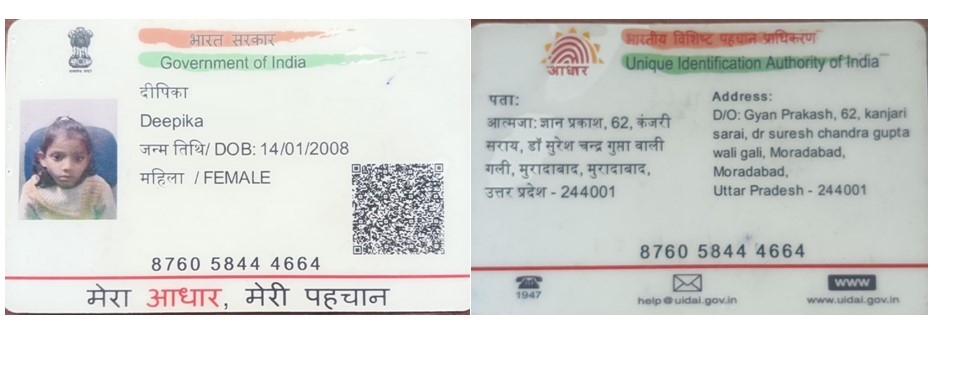 भारत सरकार
Government of India
दीपिका
Deepika
जन्म तिथि/ DOB: 14/01/2008
महिला / FEMALE
8760 5844 4664
मेरा आधार, मेरी पहचान
भारतीय विशिष्ट पहचान प्राधिकरण
Unique Identification Authority of India
आधार
पता:
आत्मजा: ज्ञान प्रकाश, 62, कंजरी
सराय, डॉ सुरेश चन्द्र गुप्ता वाली
गली, मुरादाबाद, मुरादाबाद,
उत्तर प्रदेश - 244001
Address:
D/O: Gyan Prakash, 62, kanjari
sarai, dr suresh chandra gupta
wali gali, Moradabad,
Moradabad,
Uttar Pradesh - 244001
8760 5844 4664
1947
help@uidai.gov.in
www
www.uidai.gov.in